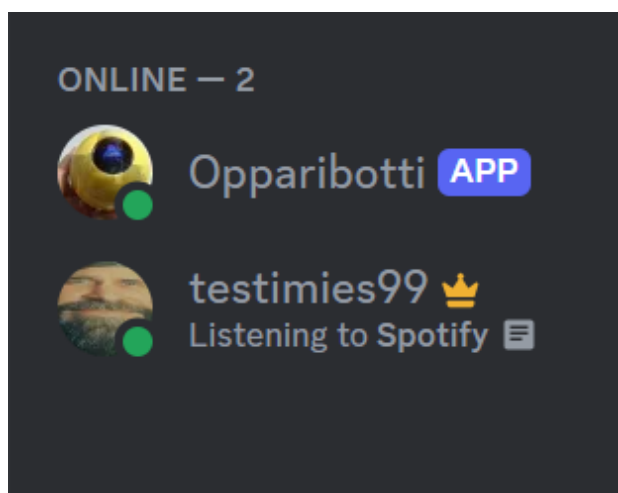 ONLINE — 2
Opparibotti APP
testimies99
Listening to Spotify